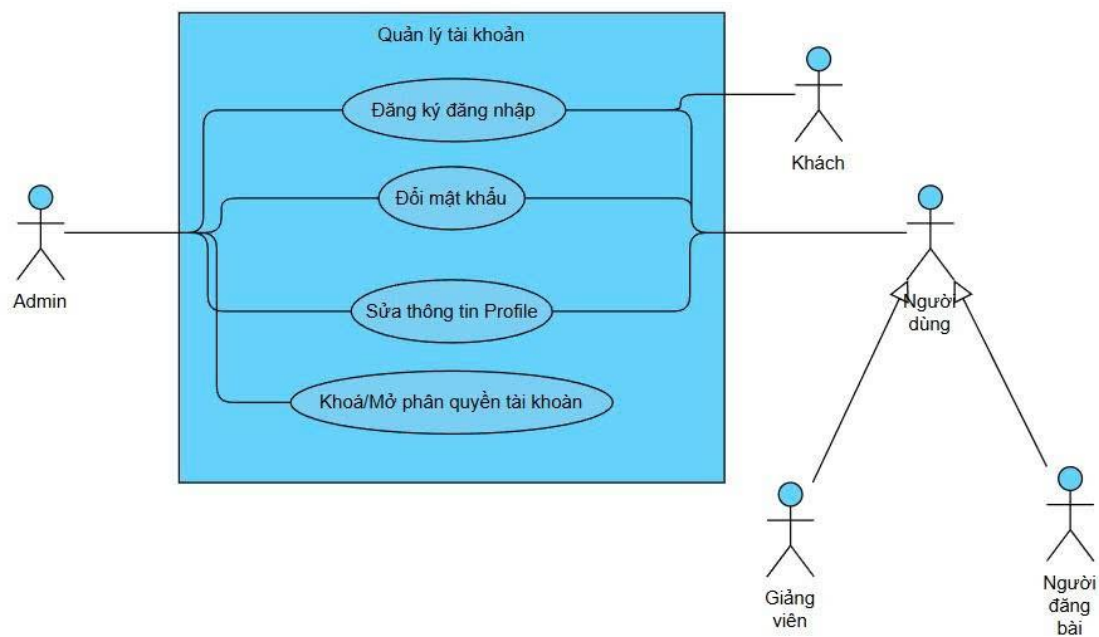 Quản lý tài khoản
Đăng ký đăng nhập
Khách
Đổi mật khẩu
Admin
Sửa thông tin Profile
Người
dùng
Khoá/Mở phân quyền tài khoàn
Giảng
viên
Người
đăng
bài